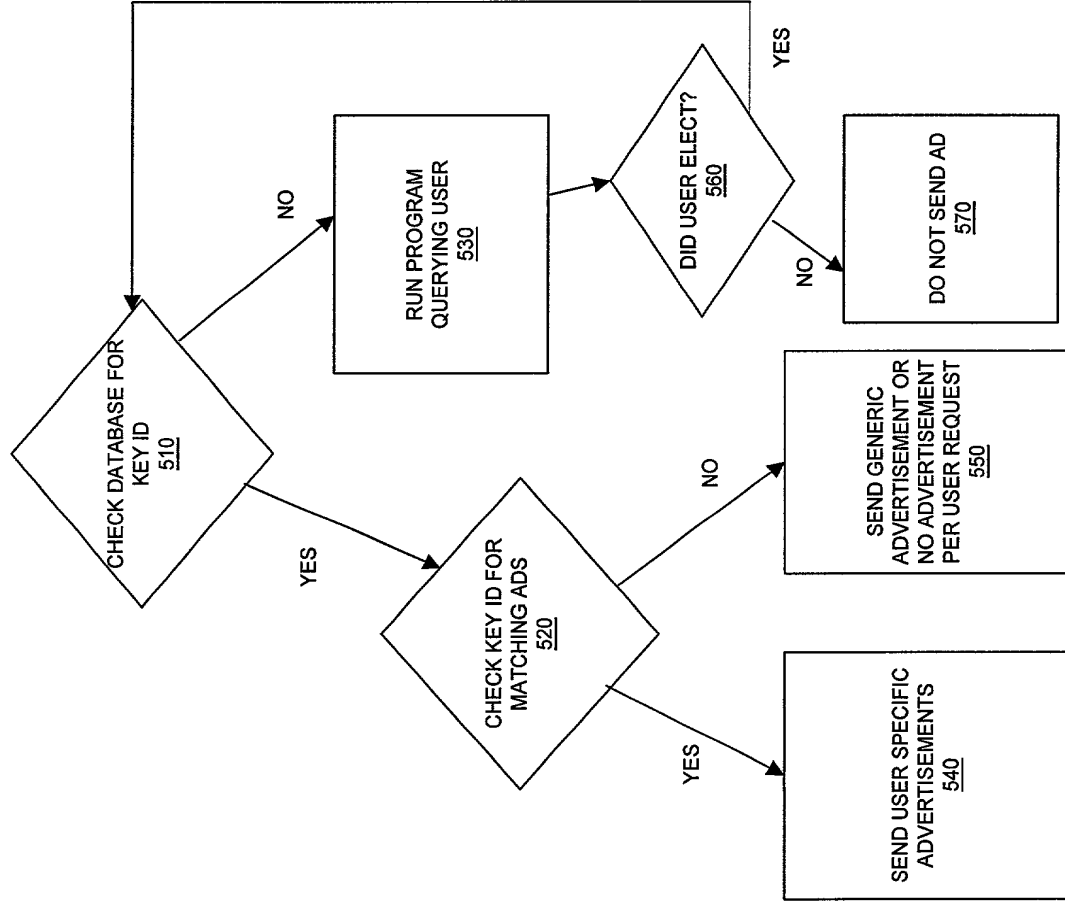 CHECK DATABASE FOR
KEY ID
510
YES
NO
CHECK KEY ID FOR
MATCHING ADS
520
RUN PROGRAM
QUERYING USER
530
YES
NO
DID USER ELECT?
560
YES
NO
SEND USER SPECIFIC
ADVERTISEMENTS
540
SEND GENERIC
ADVERTISEMENT OR
NO ADVERTISEMENT
PER USER REQUEST
550
DO NOT SEND AD
570